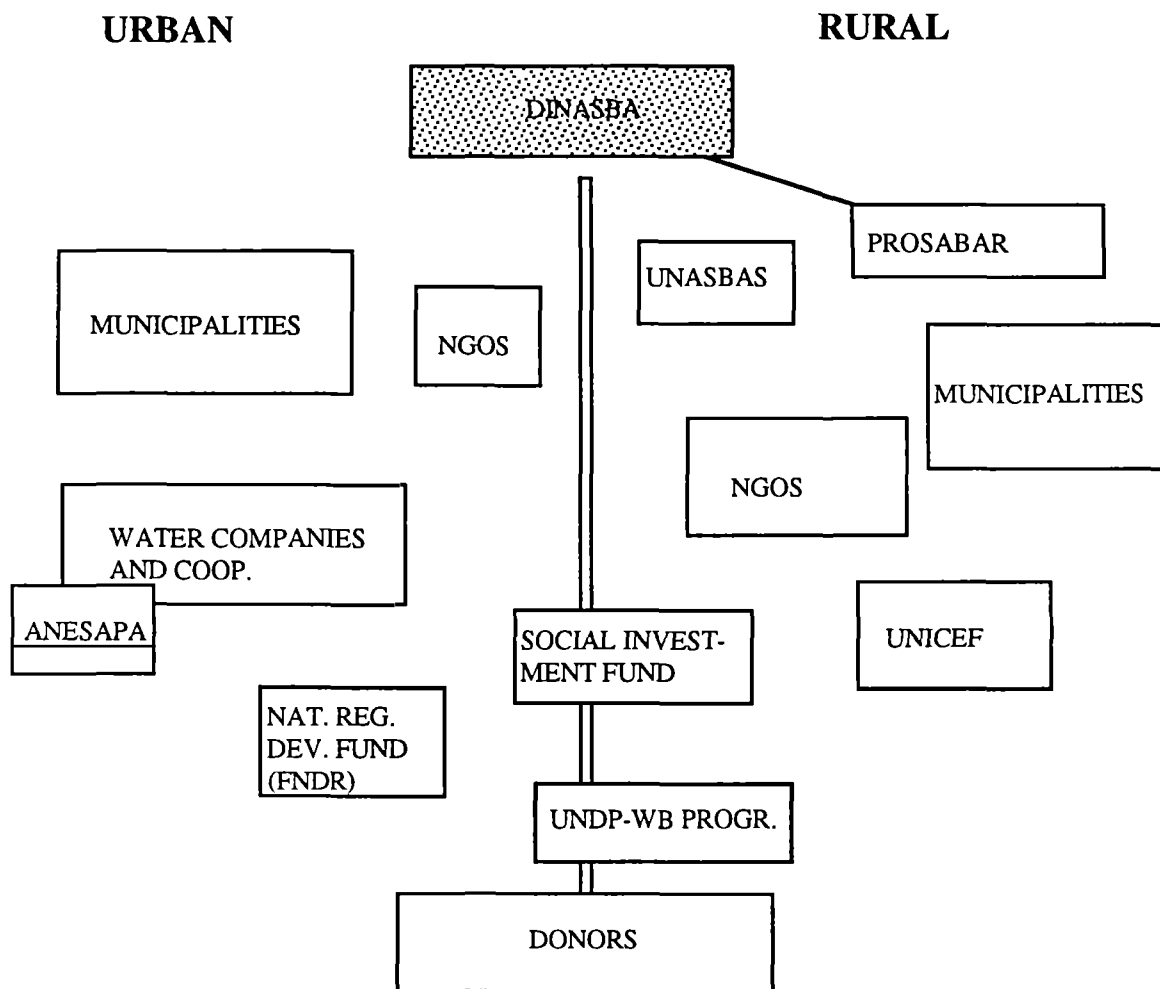 URBAN
RURAL
DINASBA
PROSABAR
UNASBAS
MUNICIPALITIES
NGOS
MUNICIPALITIES
NGOS
WATER COMPANIES
AND COOP.
ANESAPA
SOCIAL INVEST-
MENT FUND
UNICEF
NAT. REG.
DEV. FUND
(FNDR)
UNDP-WB PROGR.
DONORS